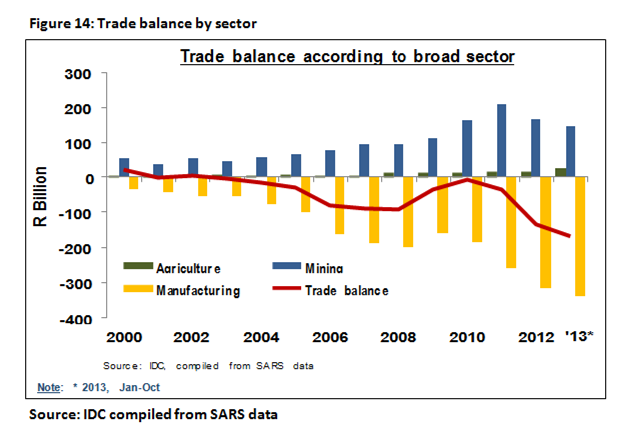 Figure 14: Trade balance by sector
Trade balance according to broad sector
300
200
100
0
-100
-200
-300
-400
R Billion
Agriculture
Mining
Manufacturing
Trade balance
2000 2002 2004 2006 2008 2010 2012 '13*
Source: IDC, compiled from SARS data
Note: * 2013, Jan-Oct
Source: IDC compiled from SARS data